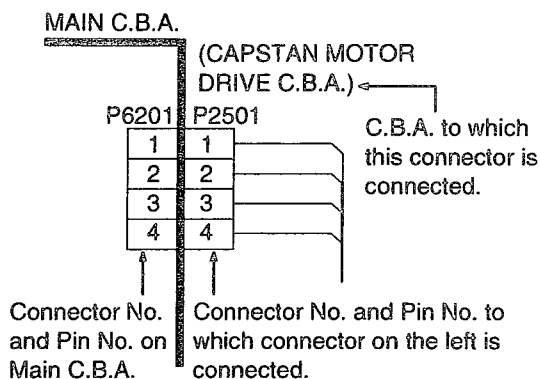 MAIN C.B.A.
(CAPSTAN MOTOR
DRIVE C.B.A.)
P6201 P2501
C.B.A. to which
this connector is
connected.
1 1
2 2
3 3
4 4
Connector No.
and Pin No. on
Main C.B.A.
Connector No. and Pin No. to
which connector on the left is
connected.